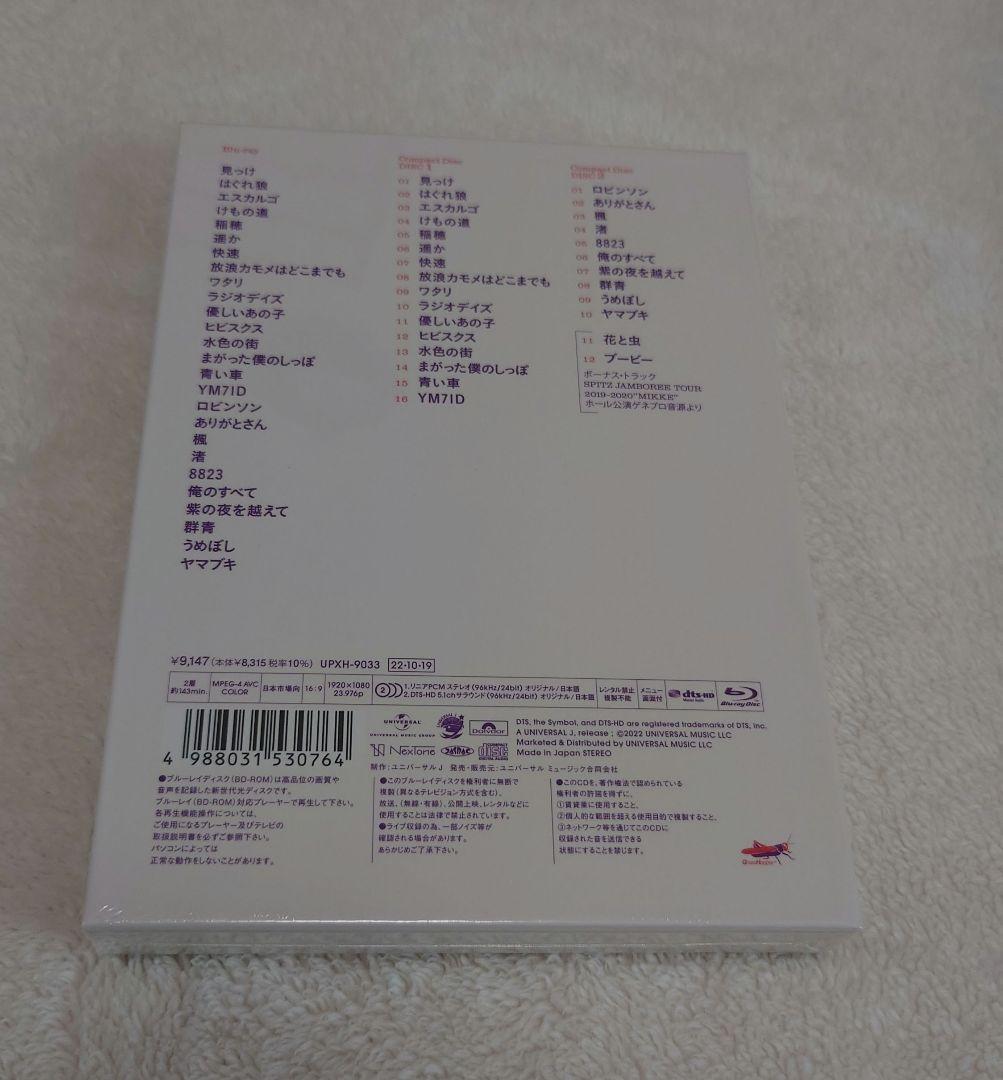 Blu-ray
見っけ
はぐれ狼
エスカルゴ
けもの道
稲穂
遥か
快速
放浪カモメはどこまでも
ワタリ
ラジオデイズ
優しいあの子
ヒビスクス
水色の街
まがった僕のしっぽ
青い車
YM71D
ロビンソン
ありがとさん
楓
渚
8823
俺のすべて
紫の夜を越えて
群青
うめぼし
ヤマブキ
Compact Disc
DISC 1
01 見っけ
02 はぐれ狼
03 エスカルゴ
04 けもの道
05 稲穂
06 遥か
07 快速
08 放浪カモメはどこまでも
09 ワタリ
10 ラジオデイズ
11 優しいあの子
12 ヒビスクス
13 水色の街
14 まがった僕のしっぽ
15 青い車
16 YM71D
Compact Disc
DISC 2
01 ロビンソン
02 ありがとさん
03 楓
04 渚
05 8823
06 俺のすべて
07 紫の夜を越えて
08 群青
09 うめぼし
10 ヤマブキ
11 花と虫
12 ブービー
ボーナス・トラック
SPITZ JAMBOREE TOUR
2019-2020"MIKKE"
ホール公演ゲネプロ音源より
¥9,147(本体¥8,315 税率10%) UPXH-9033 22・10・19
2層
約143min.
MPEG-4 AVC
COLOR
日本市場向
16:9
1920×1080
23.976p
2
1.リニアPCM ステレオ(96kHz/24bit) オリジナル/日本語
2.DTS-HD 5.1chサラウンド(96kHz/24bit) オリジナル/日本語
レンタル禁止
複製不能
メニュー
画面付
dts-HD
Master Audio
Blu-ray Disc
4 988031 530764
UNIVERSAL
UNIVERSAL MUSIC GROUP
UNIVERSAL J
Polydor
NexTone
COMPACT
disc
DIGITAL AUDIO
DTS, the Symbol, and DTS-HD are registered trademarks of DTS, Inc.
A UNIVERSAL J, release ; ©2022 UNIVERSAL MUSIC LLC
Marketed & Distributed by UNIVERSAL MUSIC LLC
Made in Japan STEREO
制作:ユニバーサル J 発売・販売元:ユニバーサル ミュージック合同会社
●ブルーレイディスク(BD-ROM)は高品位の画質や
音声を記録した新世代光ディスクです。
ブルーレイ(BD-ROM)対応プレーヤーで再生して下さい。
各再生機能操作については、
ご使用になるプレーヤー及びテレビの
取扱説明書を必ずご参照下さい。
パソコンによっては
正常な動作をしないことがあります。
●このブルーレイディスクを権利者に無断で
複製(異なるテレビジョン方式を含む)、
放送、(無線・有線)、公開上映、レンタルなどに
使用することは法律で禁止されています。
●ライブ収録の為、一部ノイズ等が
確認される場合があります。
あらかじめご了承下さい。
●このCDを、著作権法で認められている
権利者の許諾を得ずに、
①賃貸業に使用すること、
②個人的な範囲を超える使用目的で複製すること、
③ネットワーク等を通じてこのCDに
収録された音を送信できる
状態にすることを禁じます。